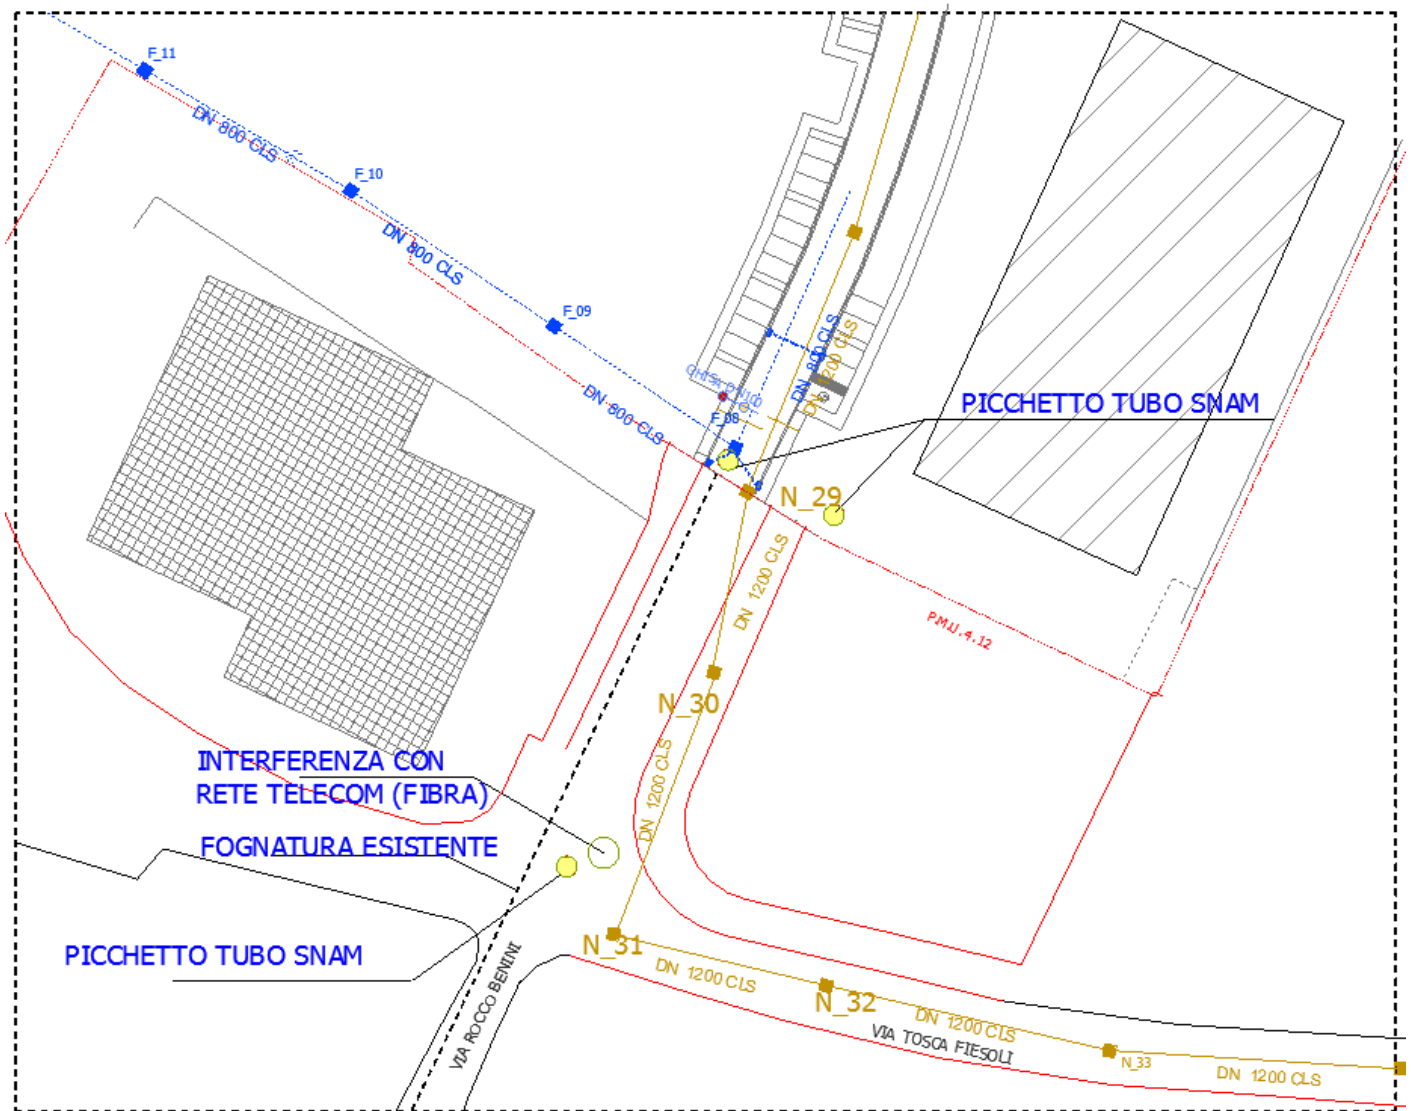 F_11
DN 800 CLS
F_10
DN 800 CLS
F_09
DN 800 CLS
DN 800 CLS
DN 1200 CLS
F_08
PICCHETTO TUBO SNAM
N_29
DN 1200 CLS
P.M.U.4.12
N_30
DN 1200 CLS
INTERFERENZA CON
RETE TELECOM (FIBRA)
FOGNATURA ESISTENTE
PICCHETTO TUBO SNAM
VIA ROCCO BENINI
N_31
DN 1200 CLS
N_32
DN 1200 CLS
VIA TOSCA FIESOLI
N_33
DN 1200 CLS